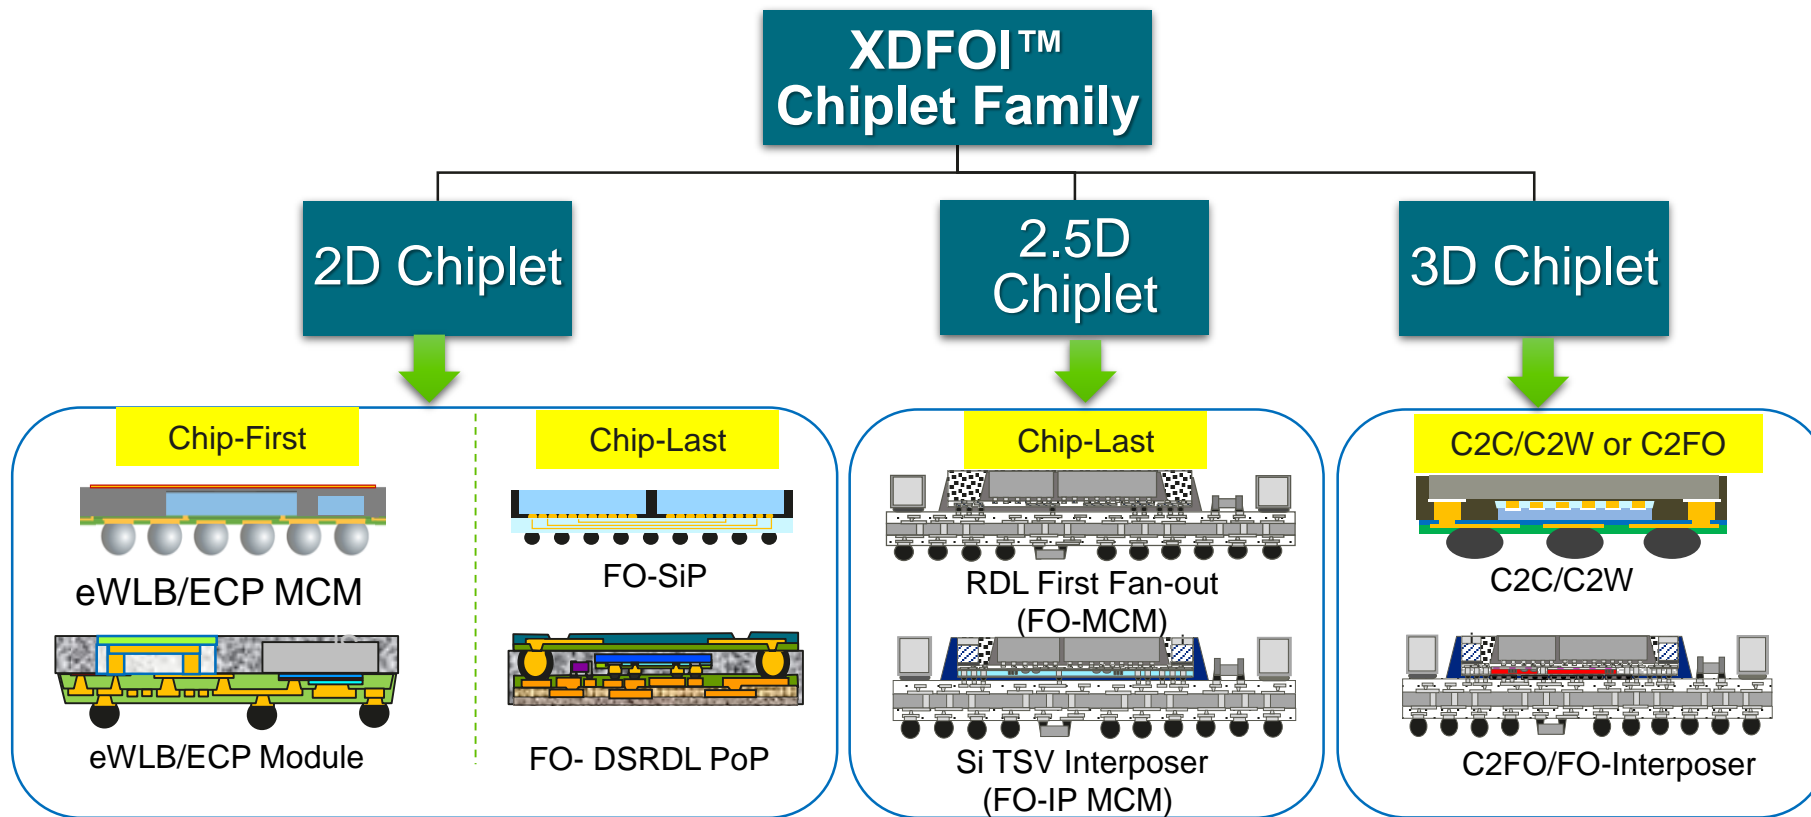 XDFOI™
Chiplet Family
2D Chiplet
2.5D
Chiplet
3D Chiplet
Chip-First
Chip-Last
Chip-Last
C2C/C2W or C2FO
eWLB/ECP MCM
FO-SiP
RDL First Fan-out
(FO-MCM)
C2C/C2W
eWLB/ECP Module
FO- DSRDL PoP
Si TSV Interposer
(FO-IP MCM)
C2FO/FO-Interposer